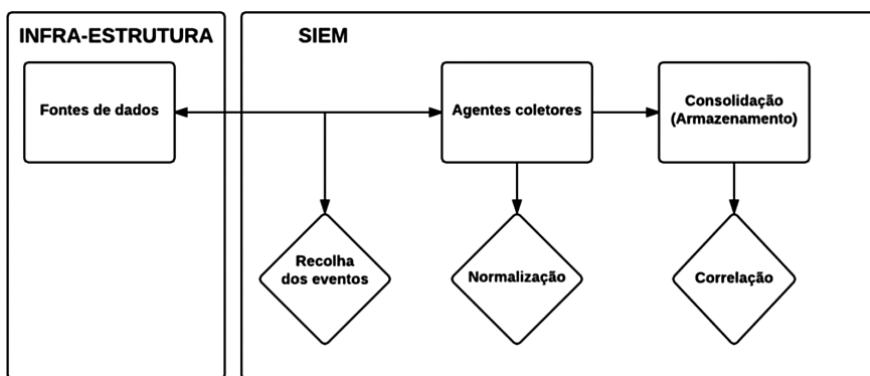 INFRA-ESTRUTURA
SIEM
Fontes de dados
Agentes coletores
Consolidação
(Armazenamento)
Recolha
dos eventos
Normalização
Correlação